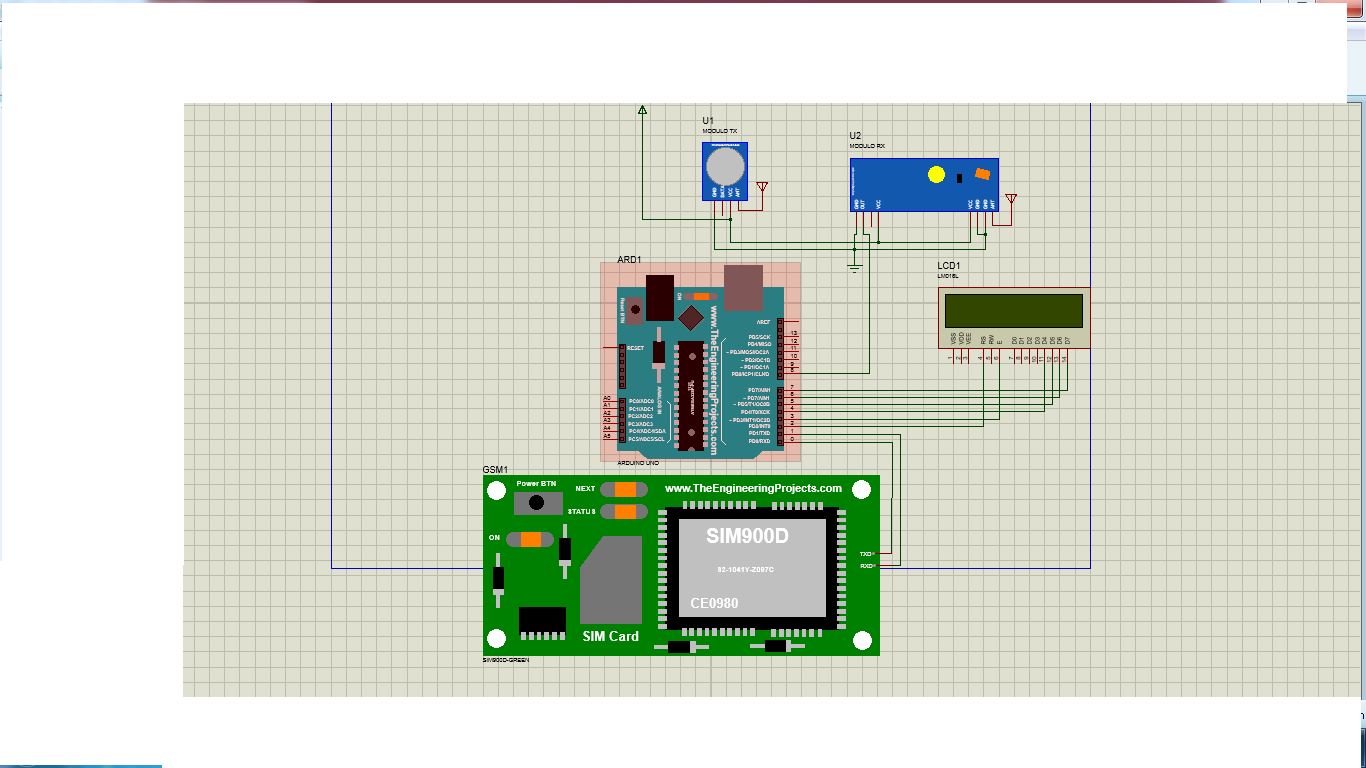 U1
MODULO TX
GND
DATA
VCC
ANT
U2
MODULO RX
GND
OUT
VCC
VCC
GND
GND
ANT
ARD1
Reset BTN
ON
www.TheEngineeringProjects.com
AREF
13
PB5/SCK
12
PB4/MISO
11
~ PB3/MOSI/OC2A
10
~ PB2/OC1B
9
~ PB1/OC1A
8
PB0/ICP1/CLKO
7
PD7/AIN1
6
5
~ PD5/T1/OC0B
4
PD4/T0/XCK
3
~ PD3/INT1/OC2B
2
PD2/INT0
1
PD1/TXD
0
PD0/RXD
RESET
ANALOG IN
A0
PC0/ADC0
A1
PC1/ADC1
A2
PC2/ADC2
A3
PC3/ADC3
A4
PC4/ADC4/SDA
A5
PC5/ADC5/SCL
ARDUINO UNO
LCD1
LM016L
VSS
VDD
VEE
RS
RW
E
D0
D1
D2
D3
D4
D5
D6
D7
1
2
3
4
5
6
7
8
9
10
11
12
13
14
GSM1
Power BTN
NEXT
www.TheEngineeringProjects.com
STATUS
ON
SIM900D
S2-1041Y-Z097C
CE0980
TXD
RXD
SIM Card
SIM900D-GREEN